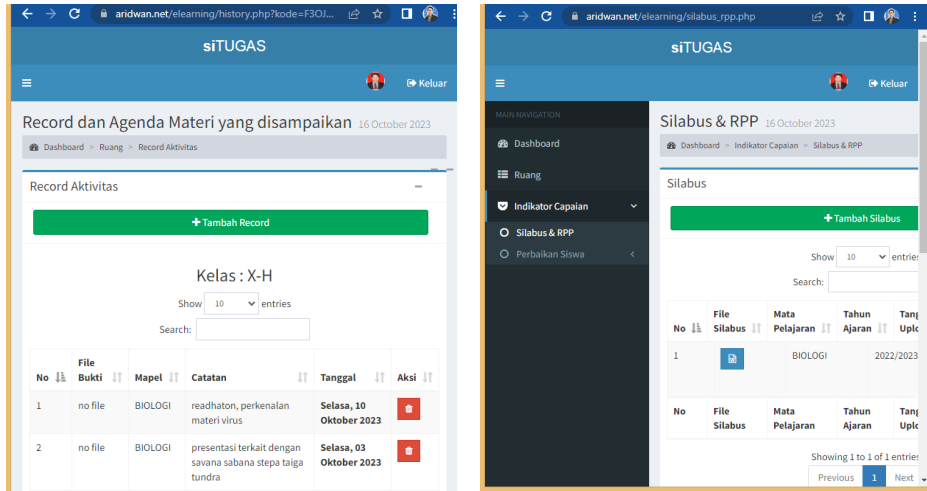 aridwan.net/elearning/history.php?kode=F3OJ...
siTUGAS
Keluar
Record dan Agenda Materi yang disampaikan 16 October 2023
Dashboard > Ruang > Record Aktivitas
Record Aktivitas
+ Tambah Record
Kelas : X-H
Show 10 entries
Search:
No File Bukti Mapel Catatan Tanggal Aksi
1 no file BIOLOGI readhaton, perkenalan Selasa, 10
materi virus Oktober 2023
2 no file BIOLOGI presentasi terkait dengan Selasa, 03
savana sabana stepa taiga Oktober 2023
tundra
aridwan.net/elearning/silabus_rpp.php
siTUGAS
Keluar
MAIN NAVIGATION
Dashboard
Ruang
Indikator Capaian
Silabus & RPP
Perbaikan Siswa
Silabus & RPP 16 October 2023
Dashboard > Indikator Capaian > Silabus & RPP
Silabus
+ Tambah Silabus
Show 10 entries
Search:
No File Mata Tahun Tang
Silabus Pelajaran Ajaran Uplo
1 BIOLOGI 2022/2023
No File Mata Tahun Tang
Silabus Pelajaran Ajaran Uplo
Showing 1 to 1 of 1 entries
Previous 1 Next